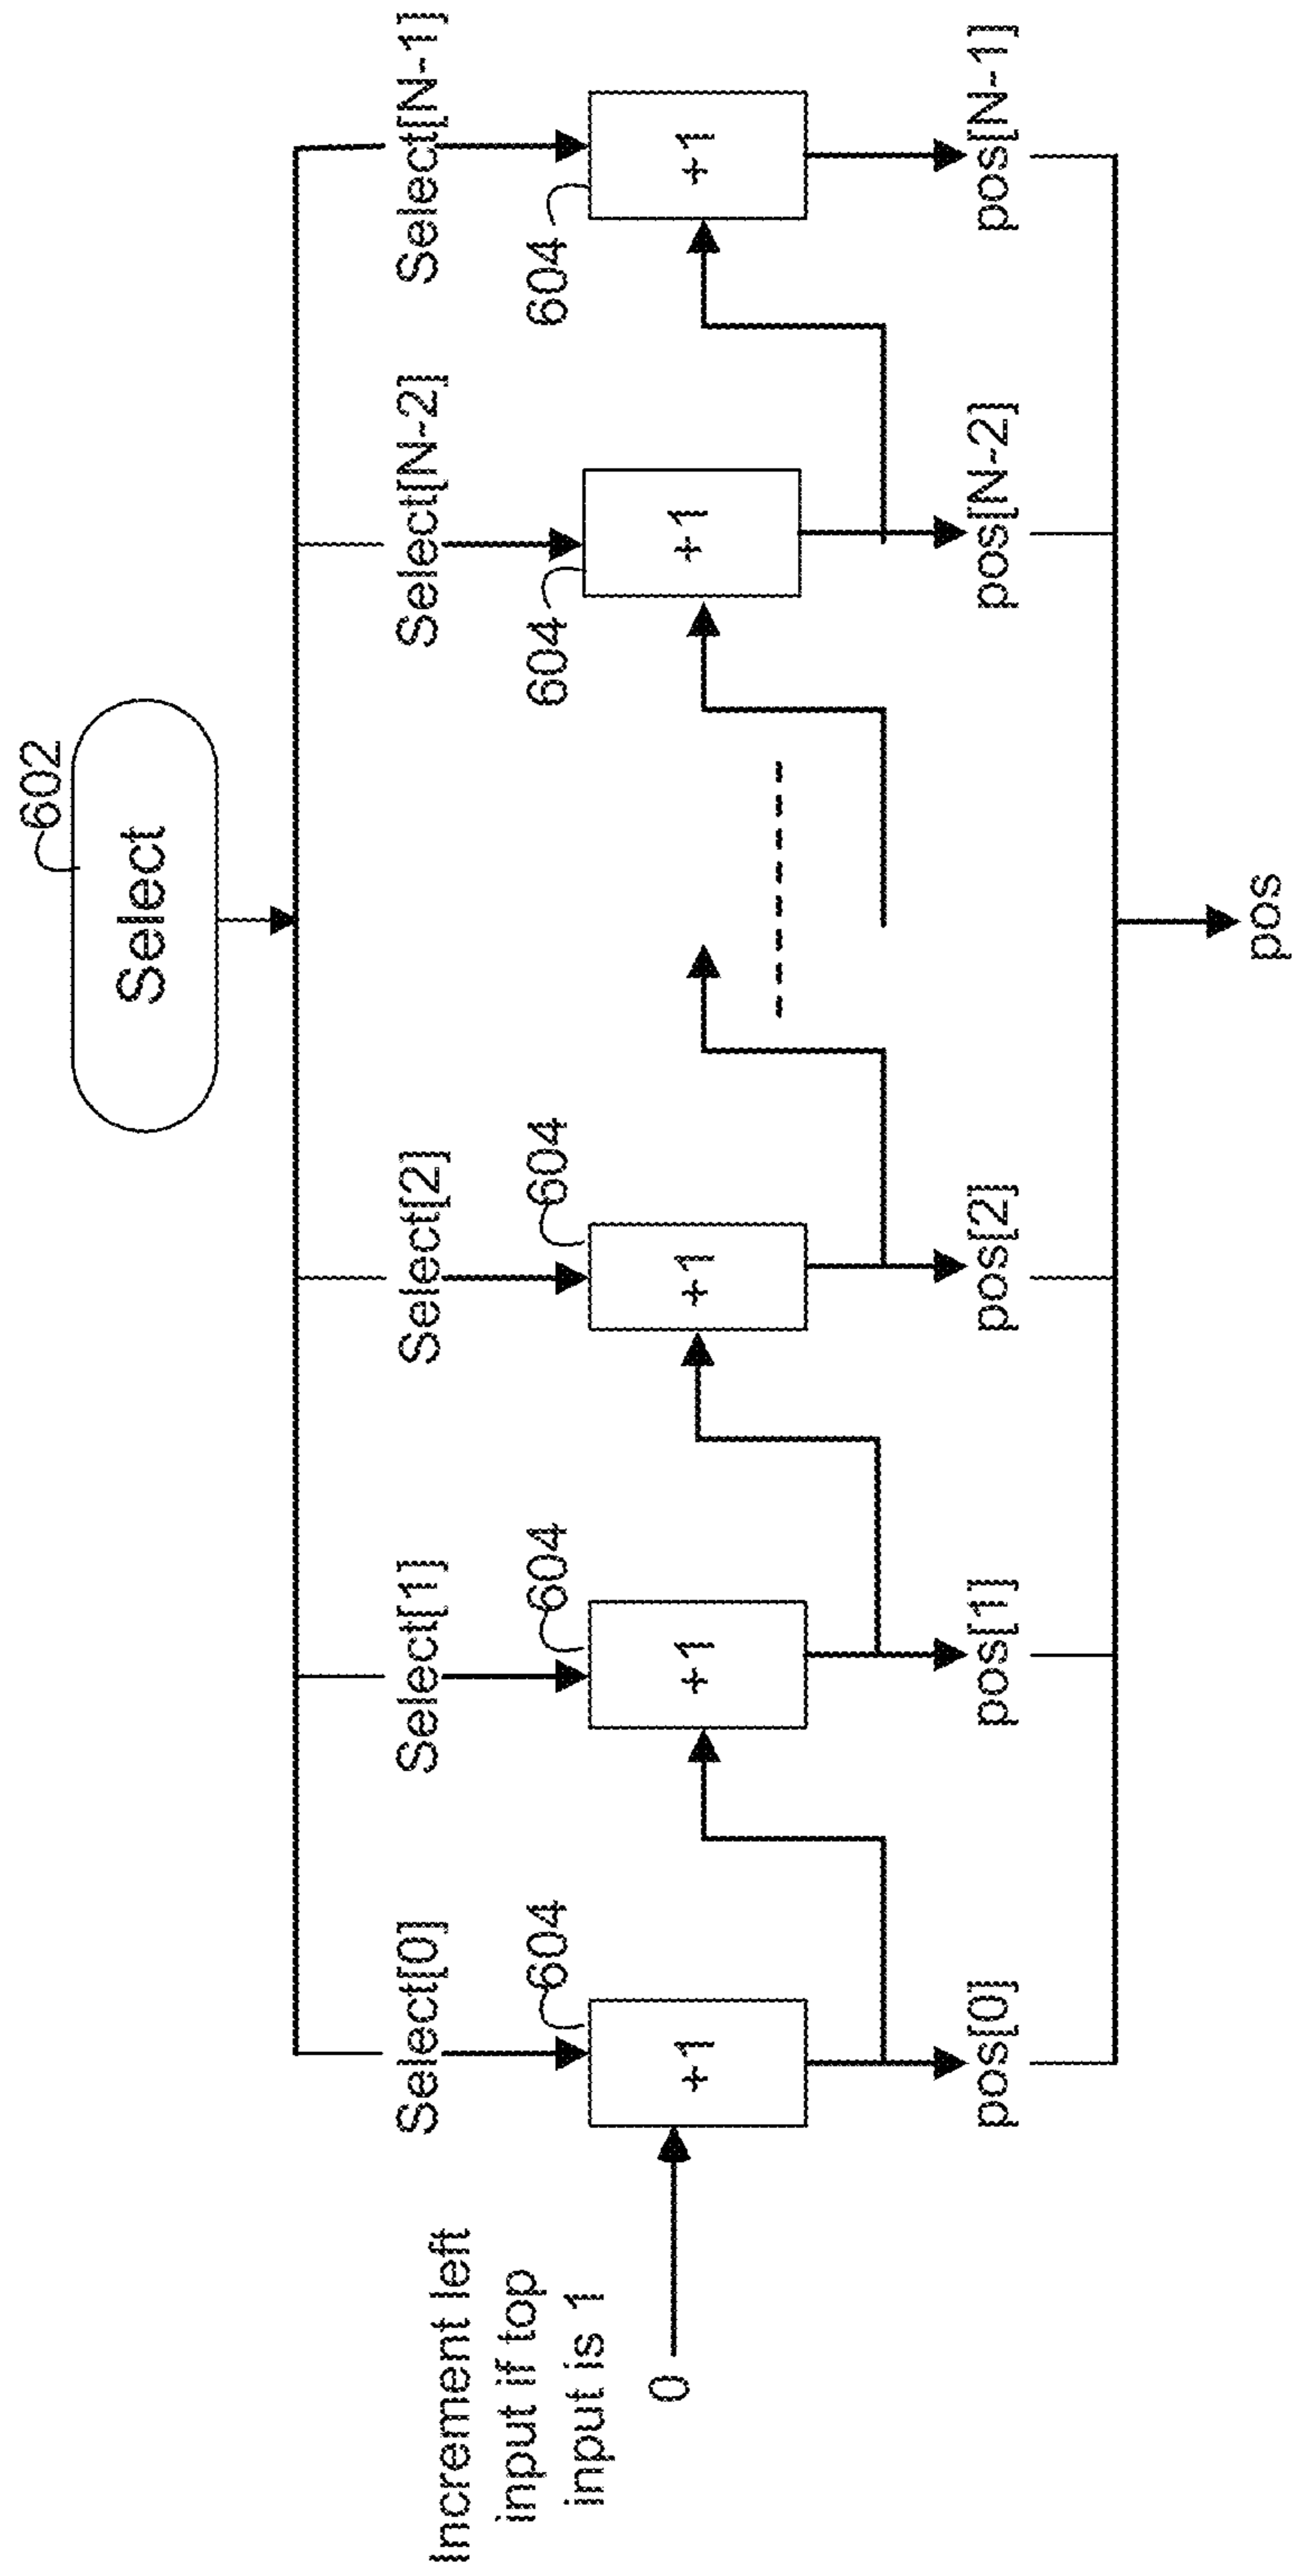 602
Select
Select[0]
Select[1]
Select[2]
Select[N-2]
Select[N-1]
Increment left
input if top
input is 1
604
604
604
604
604
0
+1
+1
+1
+1
+1
pos[0]
pos[1]
pos[2]
pos[N-2]
pos[N-1]
pos